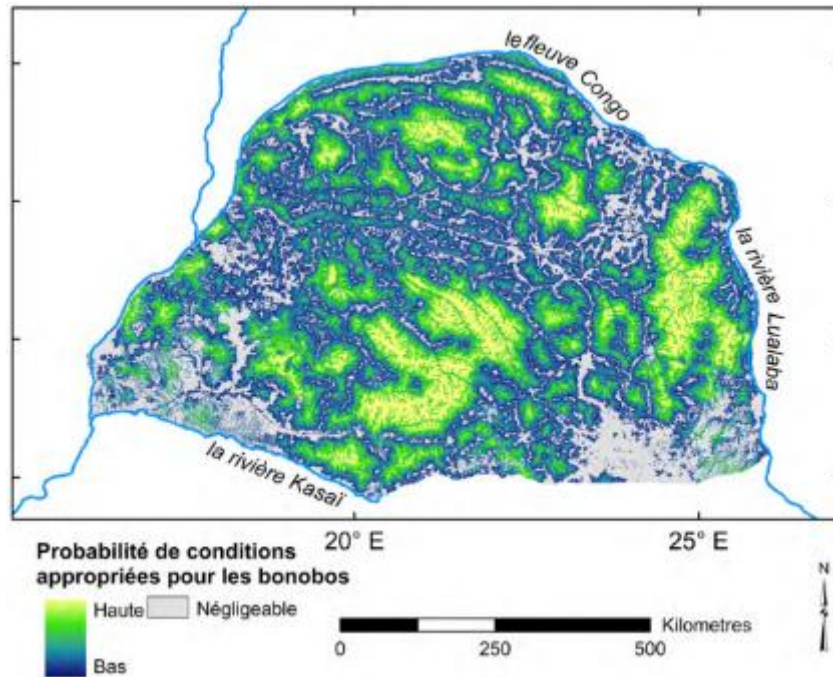 le fleuve Congo
la rivière Lualaba
la rivière Kasaï
20° E
25° E
Probabilité de conditions
appropriées pour les bonobos
Haute
Négligeable
Bas
Kilometres
0
250
500
N